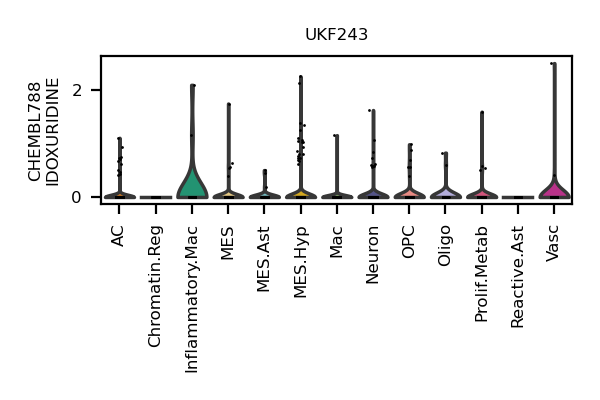 UKF243
CHEMBL788
IDOXURIDINE
2
0
AC
Chromatin.Reg
Inflammatory.Mac
MES
MES.Ast
MES.Hyp
Mac
Neuron
OPC
Oligo
Prolif.Metab
Reactive.Ast
Vasc